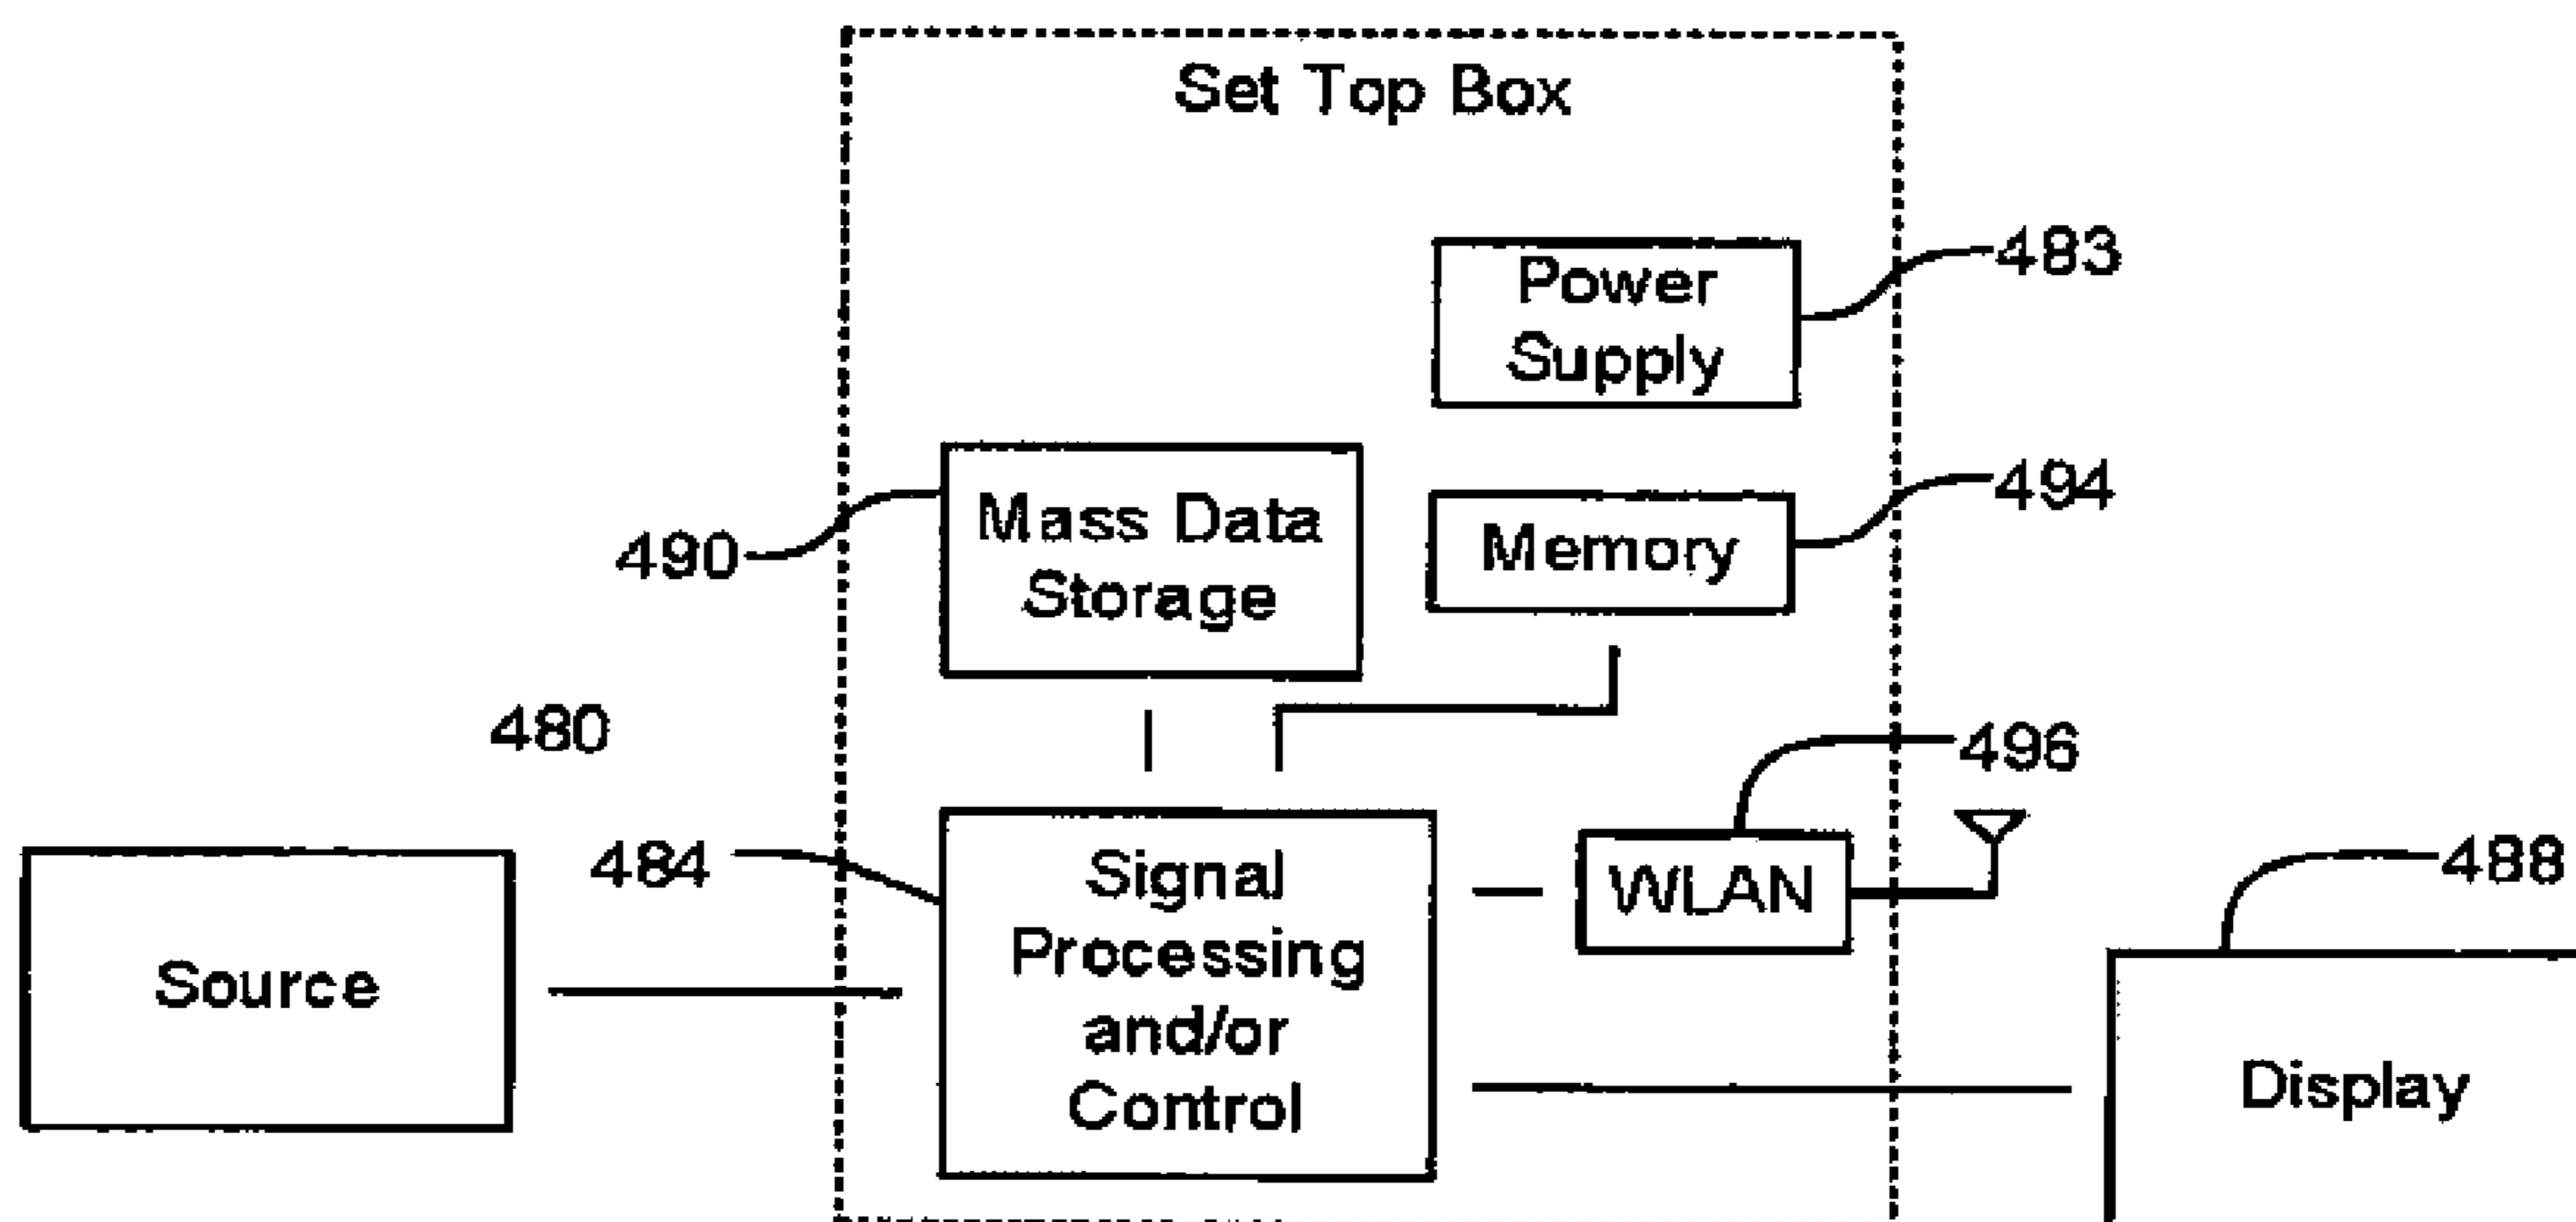 Set Top Box
Power
Supply
483
Mass Data
Storage
490
Memory
494
480
496
484
Signal
Processing
and/or
Control
WLAN
488
Source
Display